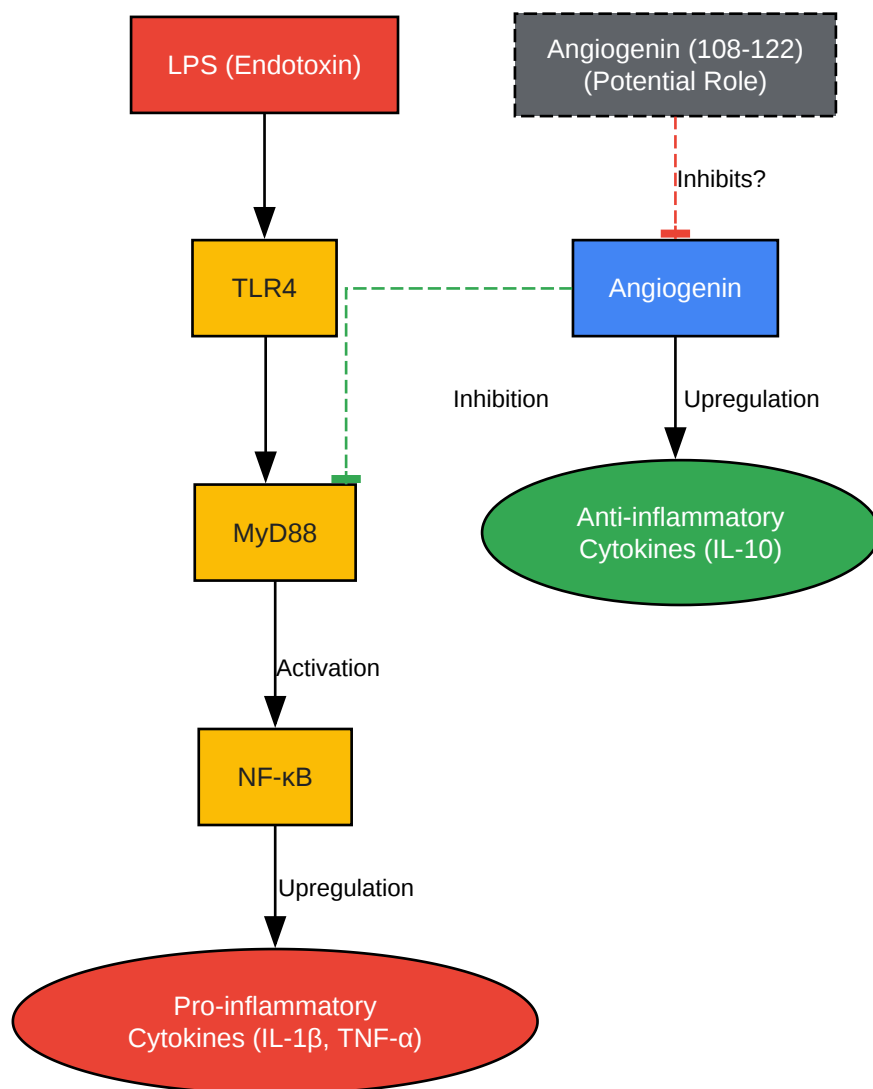 LPS (Endotoxin)
Angiogenin (108-122)
(Potential Role)
Inhibits?
TLR4
Angiogenin
Inhibition
Upregulation
MyD88
Anti-inflammatory
Cytokines (IL-10)
Activation
NF-κB
Upregulation
Pro-inflammatory
Cytokines (IL-1β, TNF-α)